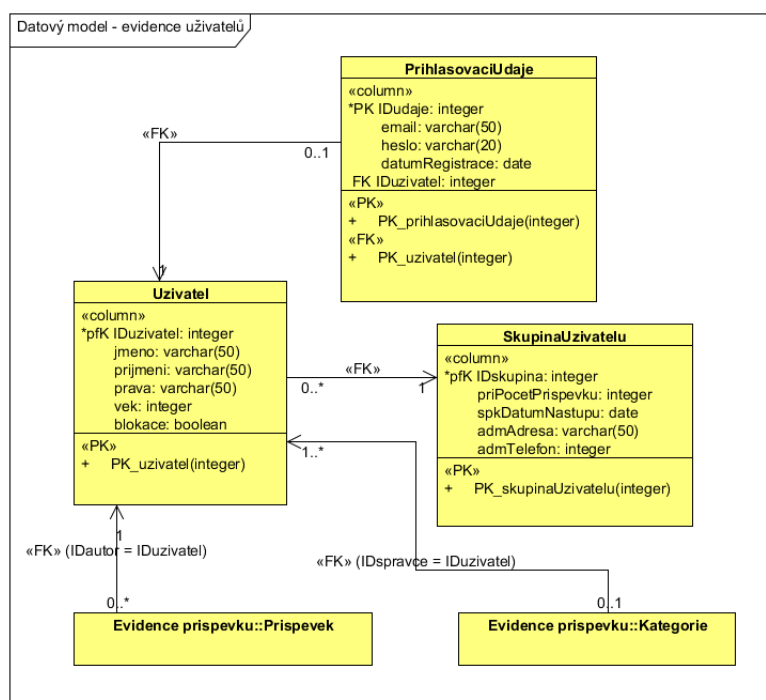 Datový model - evidence uživatelů
PrihlasovaciUdaje
«column»
*PK IDudaje: integer
email: varchar(50)
heslo: varchar(20)
datumRegistrace: date
FK IDuzivatel: integer
«PK»
+ PK_prihlasovaciUdaje(integer)
«FK»
+ PK_uzivatel(integer)
«FK»
0..1
1
Uzivatel
«column»
*pfK IDuzivatel: integer
jmeno: varchar(50)
prijmeni: varchar(50)
prava: varchar(50)
vek: integer
blokace: boolean
«PK»
+ PK_uzivatel(integer)
«FK»
0..*
1
SkupinaUzivatelu
«column»
*pfK IDskupina: integer
priPocetPrispevku: integer
spkDatumNastupu: date
admAdresa: varchar(50)
admTelefon: integer
«PK»
+ PK_skupinaUzivatelu(integer)
1..*
1
«FK» (IDautor = IDuzivatel)
«FK» (IDspravce = IDuzivatel)
0..*
0..1
Evidence prispevku::Prispevek
Evidence prispevku::Kategorie